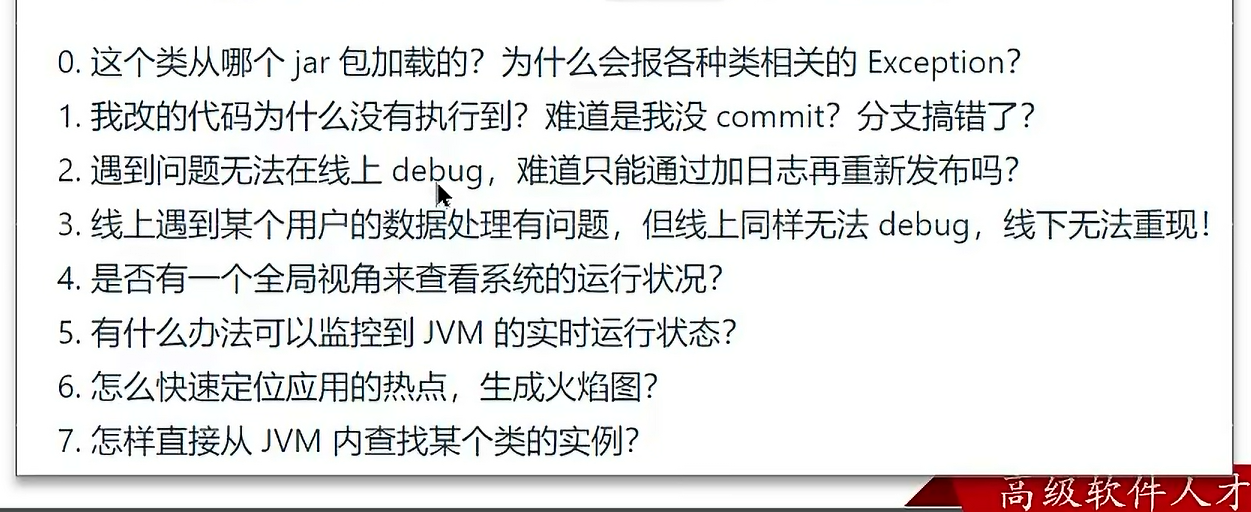 0. 这个类从哪个 jar 包加载的？为什么会报各种类相关的 Exception？
1. 我改的代码为什么没有执行到？难道是我没 commit？分支搞错了？
2. 遇到问题无法在线上 debug，难道只能通过加日志再重新发布吗？
3. 线上遇到某个用户的数据处理有问题，但线上同样无法 debug，线下无法重现！
4. 是否有一个全局视角来查看系统的运行状况？
5. 有什么办法可以监控到 JVM 的实时运行状态？
6. 怎么快速定位应用的热点，生成火焰图？
7. 怎样直接从 JVM 内查找某个类的实例？
高级软件人才